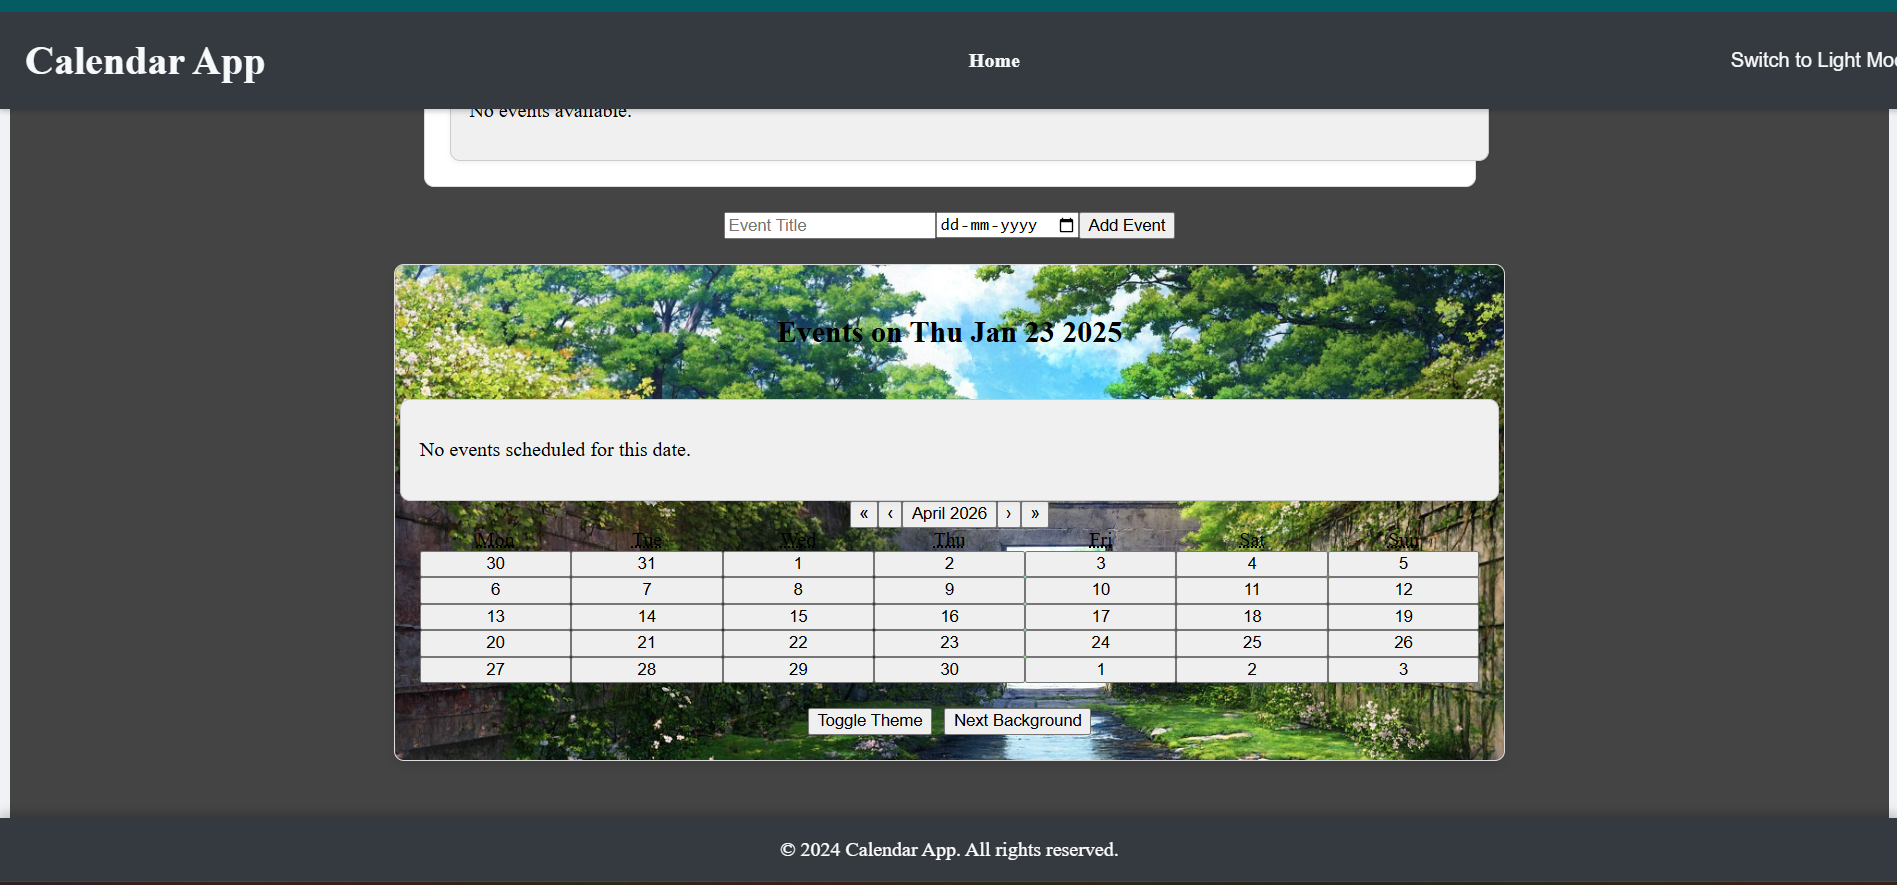 Calendar App
Home
Switch to Light
No events available.
Event Title
dd-mm-yyyy
Add Event
Events on Thu Jan 23 2025
No events scheduled for this date.
« ‹ April 2026 › »
Mon Tue Wed Thu Fri Sat Sun
30 31 1 2 3 4 5
6 7 8 9 10 11 12
13 14 15 16 17 18 19
20 21 22 23 24 25 26
27 28 29 30 1 2 3
Toggle Theme
Next Background
© 2024 Calendar App. All rights reserved.